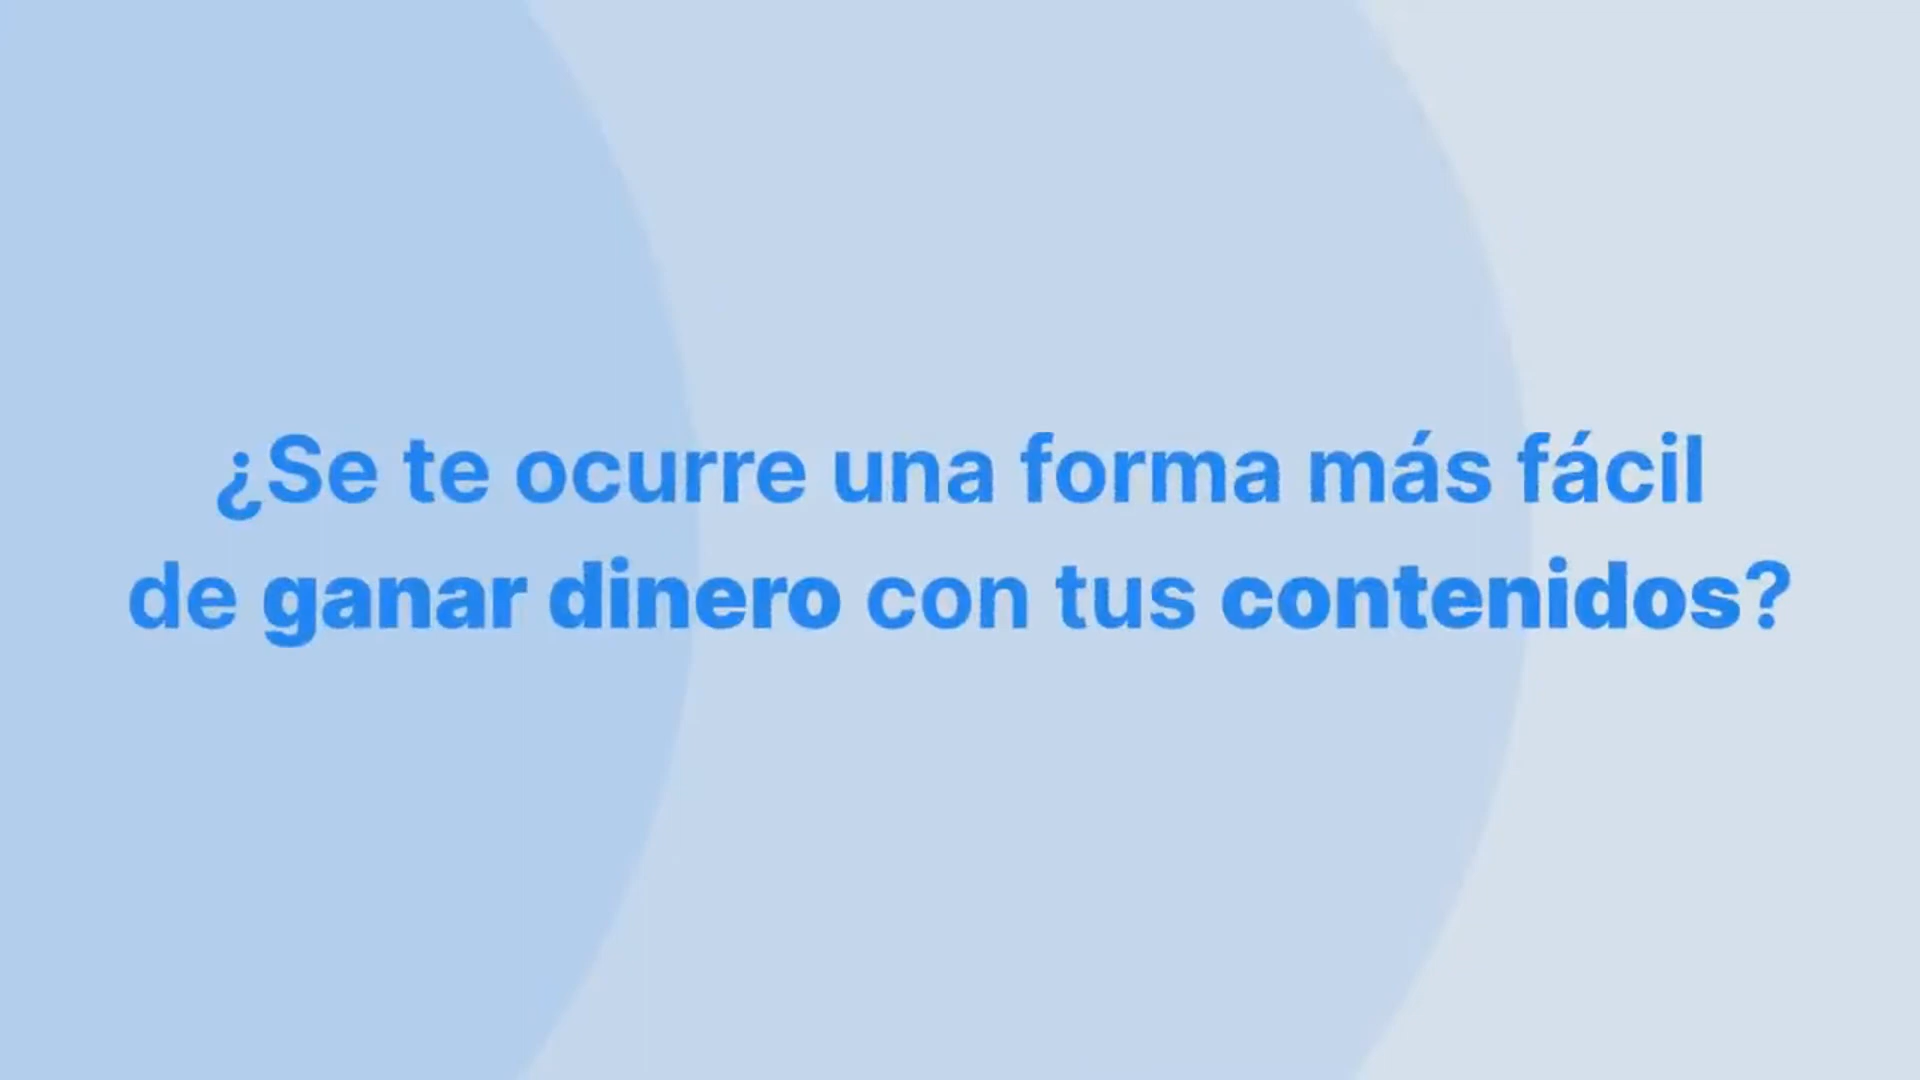 ¿Se te ocurre una forma más fácil
de ganar dinero con tus contenidos?